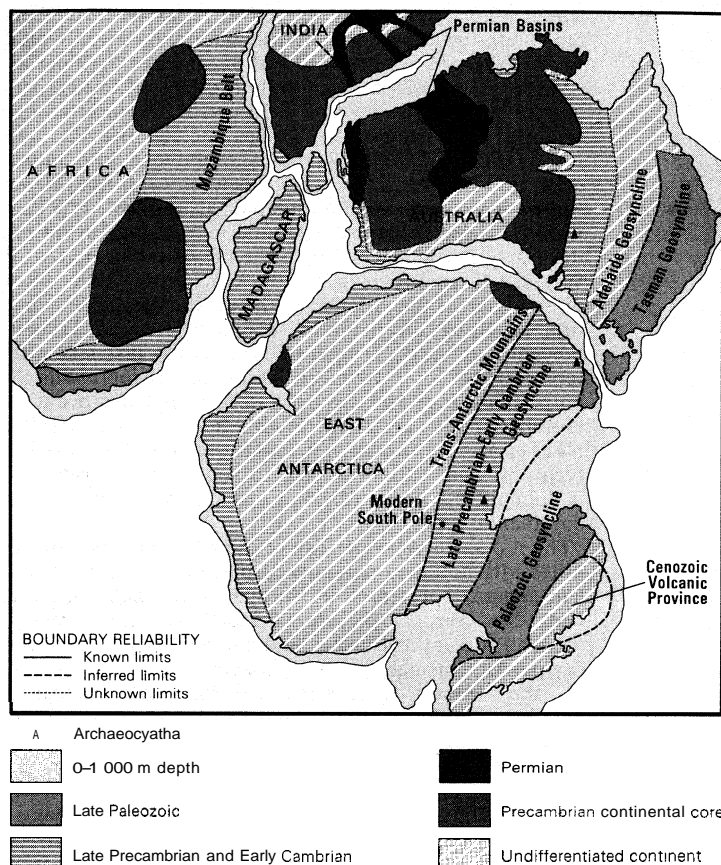 INDIA
Permian Basins
Mozambique Belt
AFRICA
MADAGASCAR
AUSTRALIA
Adelaide Geosyncline
Tasman Geosyncline
Trans Antarctic Mountains
Late Precambrian–Early Cambrian
Geosyncline
EAST
ANTARCTICA
Modern
South Pole
Paleozoic Geosyncline
Cenozoic
Volcanic
Province
BOUNDARY RELIABILITY
Known limits
Inferred limits
Unknown limits
A Archaeocyatha
0–1 000 m depth
Permian
Late Paleozoic
Precambrian continental core
Late Precambrian and Early Cambrian
Undifferentiated continent